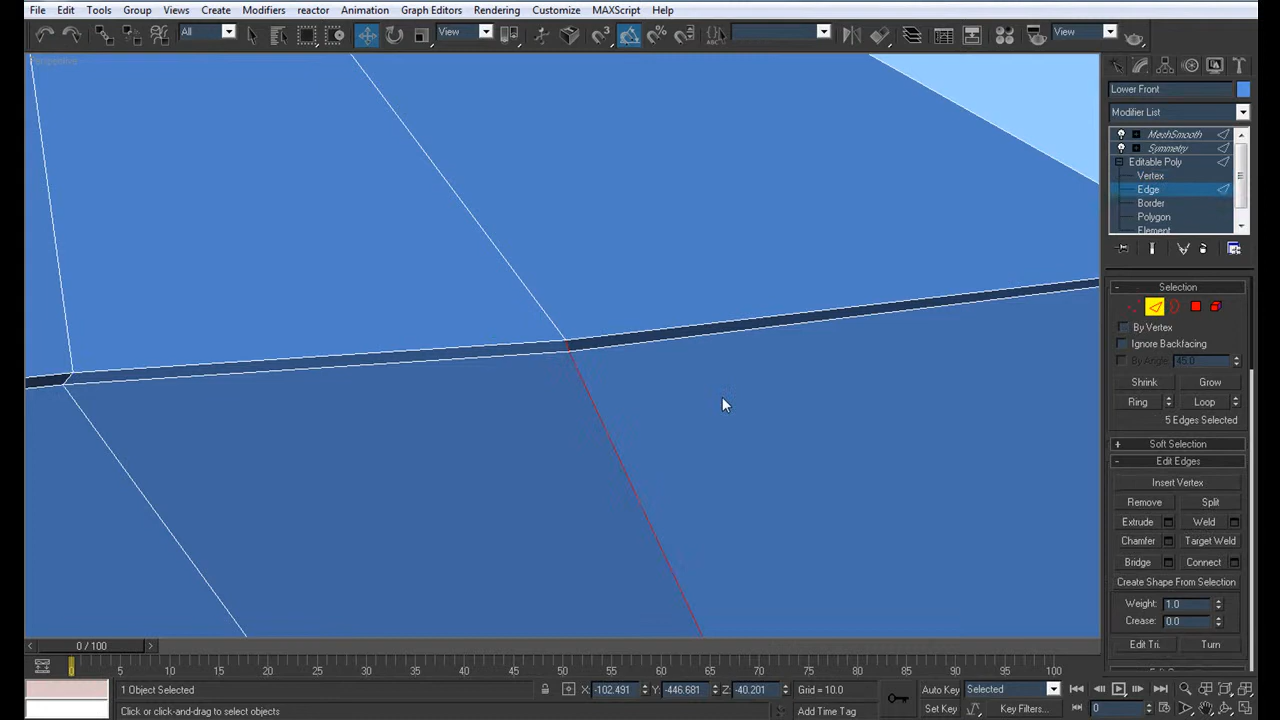 File Edit Tools Group Views Create Modifiers reactor Animation Graph Editors Rendering Customize MAXScript Help
All View View
Perspective
Lower Front
Modifier List
MeshSmooth
Symmetry
Editable Poly
Vertex
Edge
Border
Polygon
Element
Selection
By Vertex
Ignore Backfacing
By Angle 45.0
Shrink Grow
Ring Loop
5 Edges Selected
Soft Selection
Edit Edges
Insert Vertex
Remove Split
Extrude Weld
Chamfer Target Weld
Bridge Connect
Create Shape From Selection
Weight: 1.0
Crease: 0.0
Edit Tri. Turn
0 / 100
5 10 15 20 25 30 35 40 45 50 55 60 65 70 75 80 85 90 95 100
1 Object Selected X: -102.491 Y: -446.681 Z: -40.201 Grid = 10.0 Auto Key Selected
Click or click-and-drag to select objects Add Time Tag Set Key Key Filters... 0